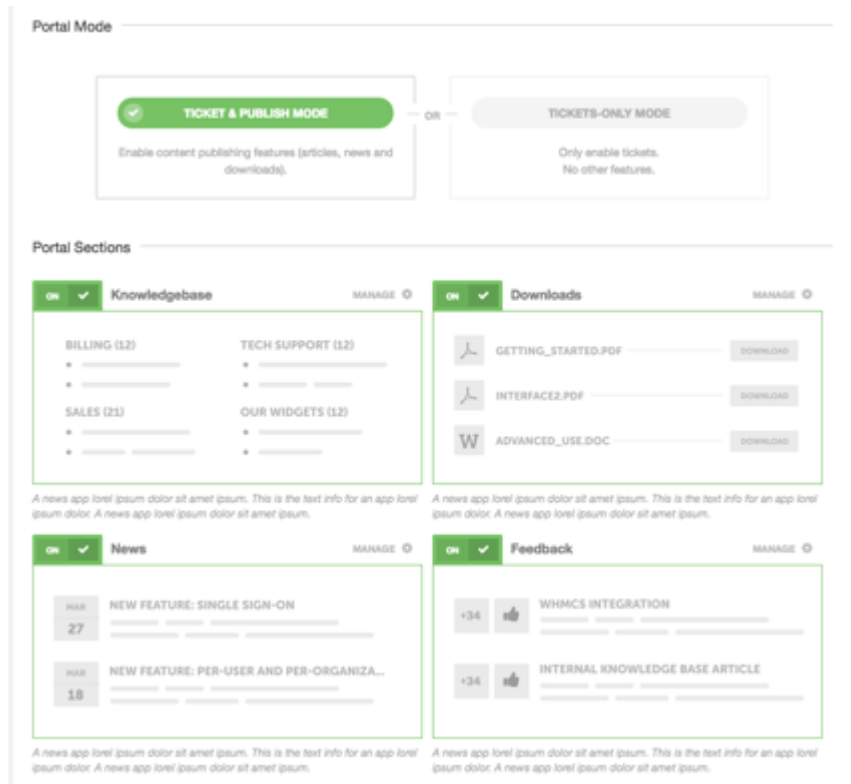 Portal Mode
TICKET & PUBLISH MODE
Enable content publishing features (articles, news and
downloads).
OR
TICKETS-ONLY MODE
Only enable tickets.
No other features.
Portal Sections
ON Knowledgebase MANAGE
BILLING (12) TECH SUPPORT (12)
SALES (21) OUR WIDGETS (12)
A news app lorel ipsum dolor sit amet ipsum. This is the text info for an app lorel
ipsum dolor. A news app lorel ipsum dolor sit amet ipsum.
ON Downloads MANAGE
GETTING_STARTED.PDF DOWNLOAD
INTERFACE2.PDF DOWNLOAD
W ADVANCED_USE.DOC DOWNLOAD
A news app lorel ipsum dolor sit amet ipsum. This is the text info for an app lorel
ipsum dolor. A news app lorel ipsum dolor sit amet ipsum.
ON News MANAGE
MAR
27
NEW FEATURE: SINGLE SIGN-ON
MAR
18
NEW FEATURE: PER-USER AND PER-ORGANIZA...
A news app lorel ipsum dolor sit amet ipsum. This is the text info for an app lorel
ipsum dolor. A news app lorel ipsum dolor sit amet ipsum.
ON Feedback MANAGE
+34 WHMCS INTEGRATION
+34 INTERNAL KNOWLEDGE BASE ARTICLE
A news app lorel ipsum dolor sit amet ipsum. This is the text info for an app lorel
ipsum dolor. A news app lorel ipsum dolor sit amet ipsum.